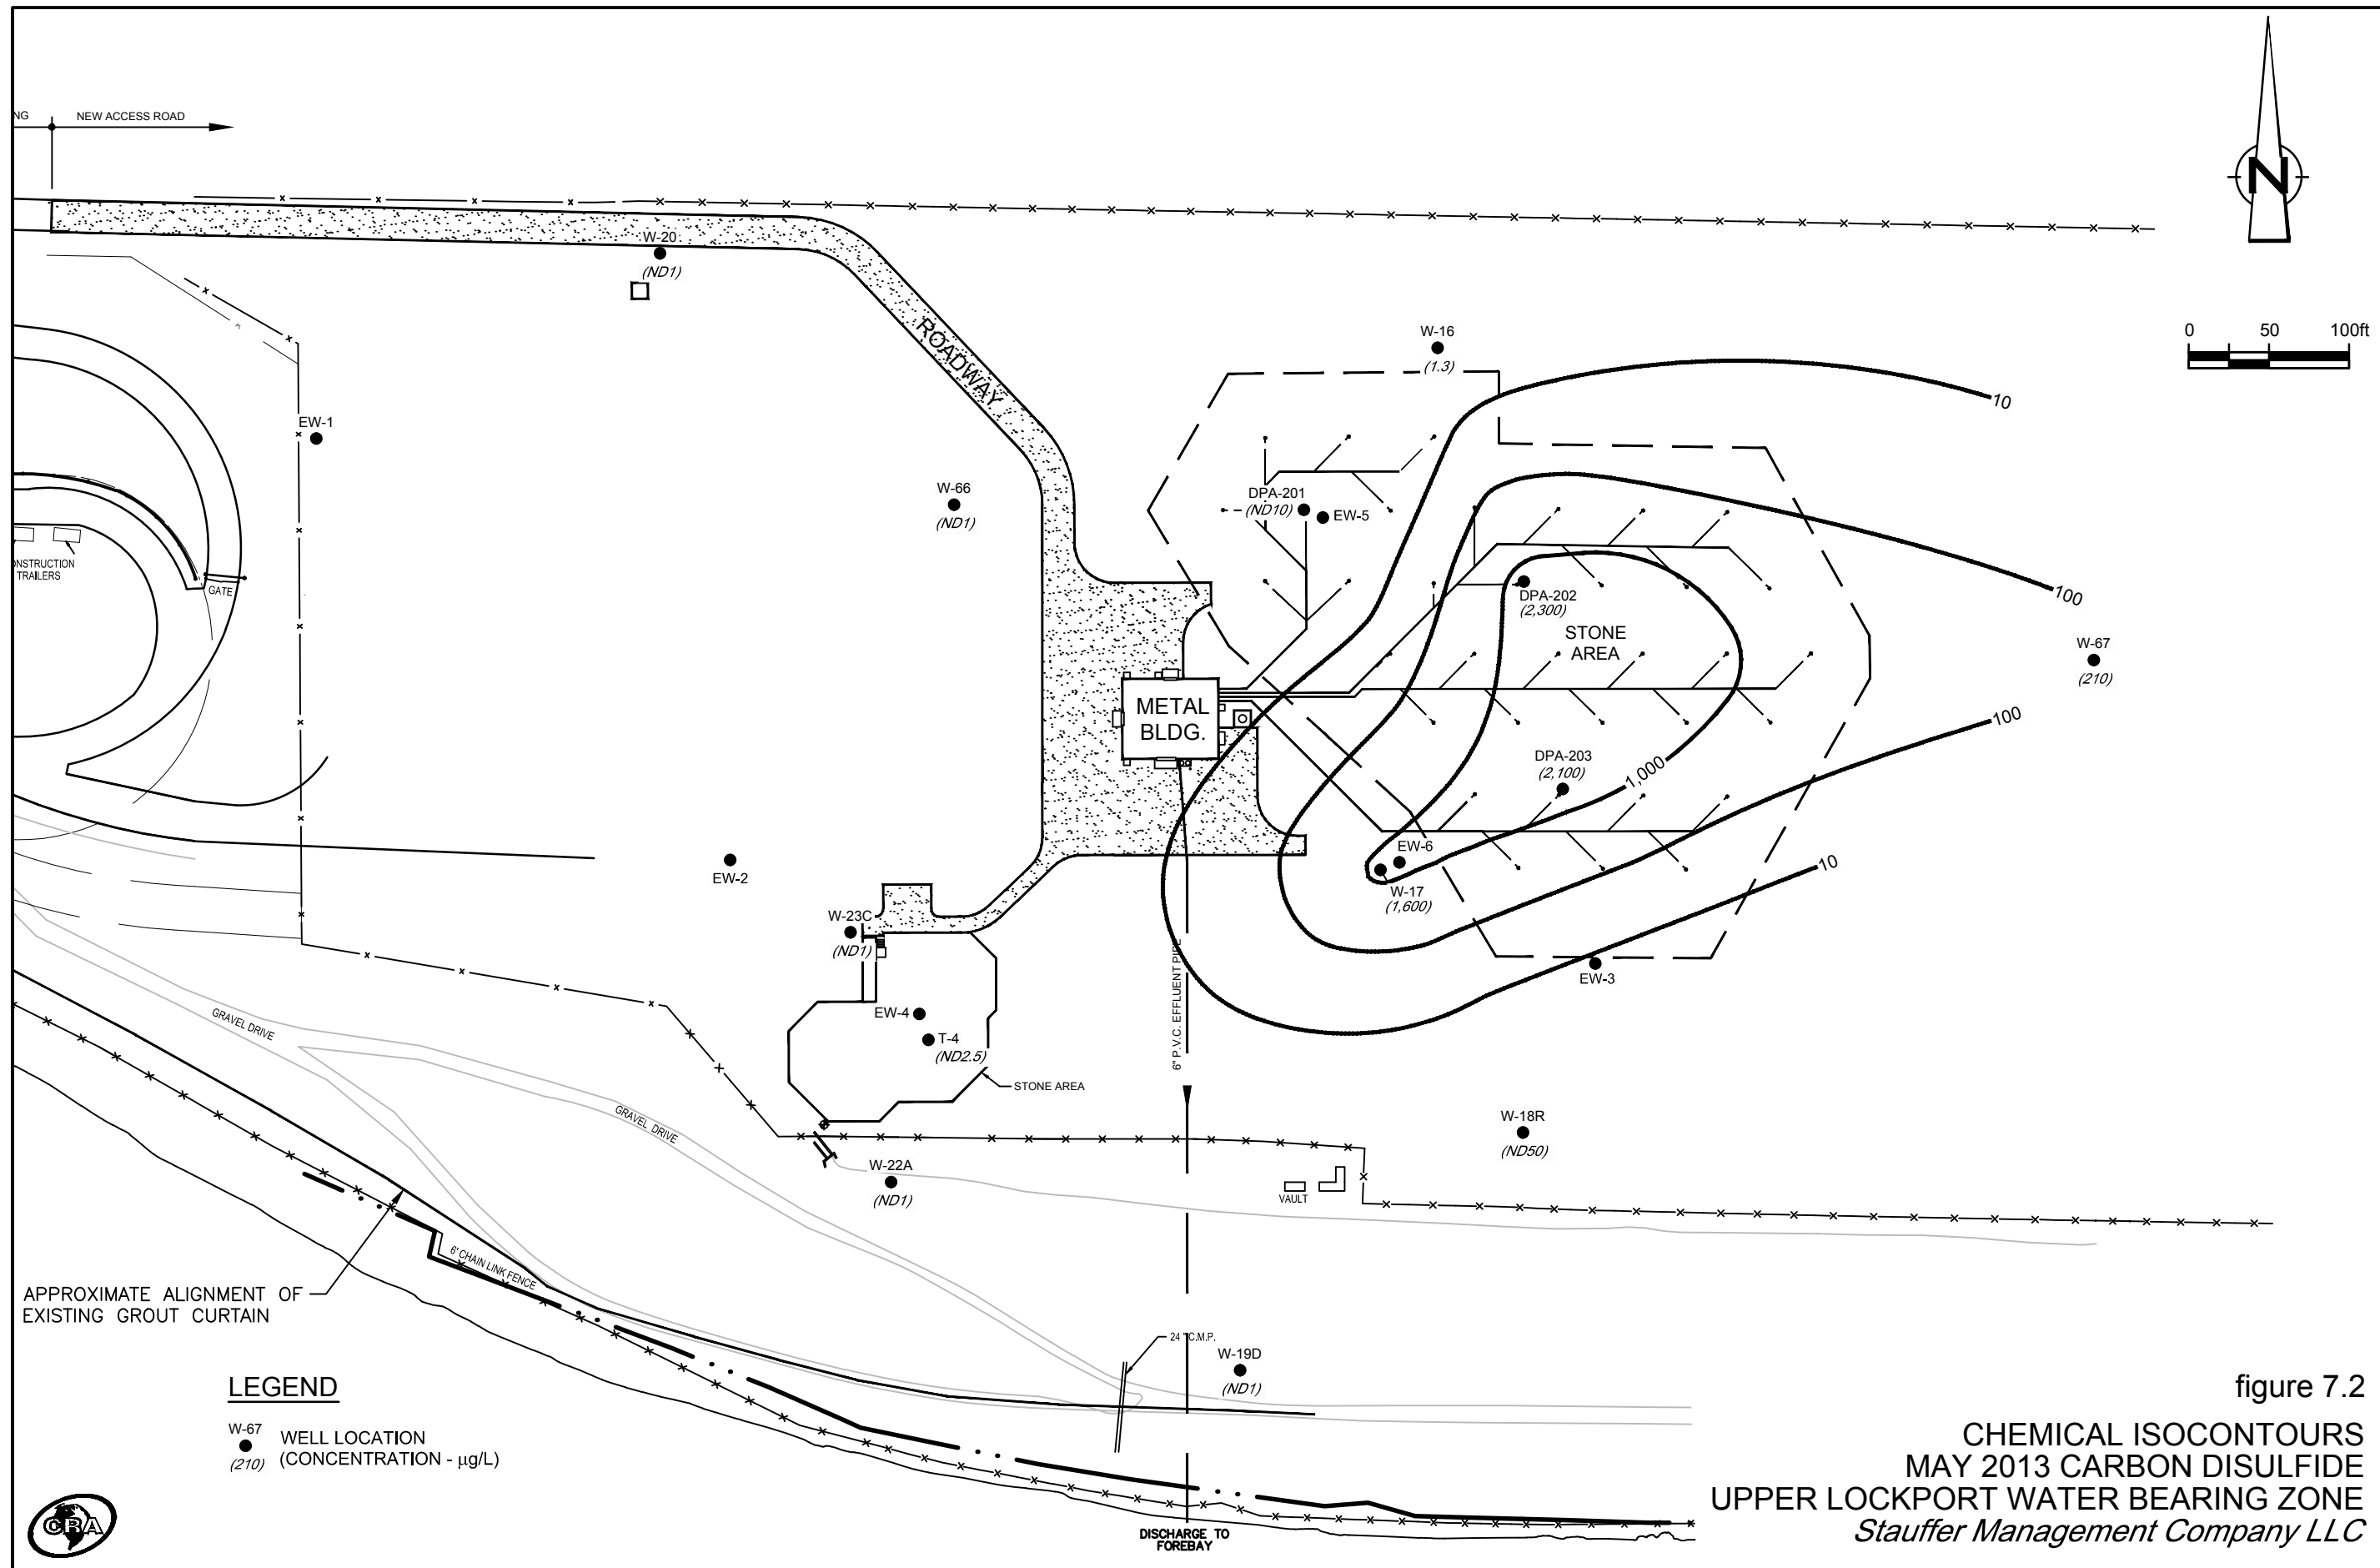 NG
NEW ACCESS ROAD
N
0 50 100ft
W-20
(ND1)
ROADWAY
W-16
(1.3)
10
EW-1
W-66
(ND1)
DPA-201
(ND10)
EW-5
NSTRUCTION
TRAILERS
GATE
DPA-202
(2,300)
100
STONE
AREA
W-67
(210)
METAL
BLDG.
100
DPA-203
(2,100)
1,000
EW-6
W-17
(1,600)
10
EW-2
W-23C
(ND1)
EW-3
6" P.V.C. EFFLUENT PIPE
EW-4
T-4
(ND2.5)
GRAVEL DRIVE
STONE AREA
GRAVEL DRIVE
W-18R
(ND50)
W-22A
(ND1)
VAULT
6' CHAIN LINK FENCE
APPROXIMATE ALIGNMENT OF
EXISTING GROUT CURTAIN
24 "C.M.P.
W-19D
(ND1)
LEGEND
W-67
(210)
WELL LOCATION
(CONCENTRATION - µg/L)
CRA
DISCHARGE TO
FOREBAY
figure 7.2
CHEMICAL ISOCONTOURS
MAY 2013 CARBON DISULFIDE
UPPER LOCKPORT WATER BEARING ZONE
Stauffer Management Company LLC